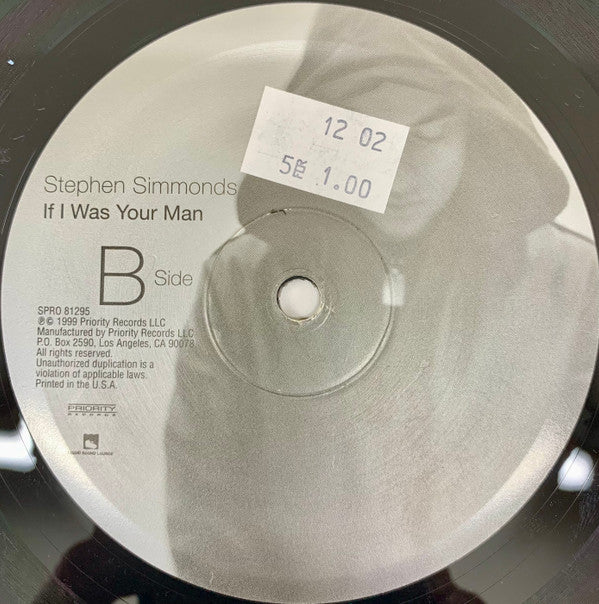 12 02
5 FOR 1.00
Stephen Simmonds
If I Was Your Man
B Side
SPRO 81295
℗© 1999 Priority Records LLC
Manufactured by Priority Records LLC
P.O. Box 2590, Los Angeles, CA 90078
All rights reserved.
Unauthorized duplication is a
violation of applicable laws.
Printed in the U.S.A.
PRIORITY
RECORDS